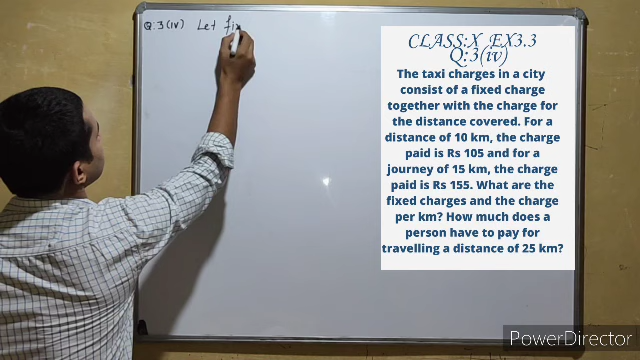 Q:3(iv) Let fix
CLASS:X EX3.3
Q:3(iv)
The taxi charges in a city
consist of a fixed charge
together with the charge for
the distance covered. For a
distance of 10 km, the charge
paid is Rs 105 and for a
journey of 15 km, the charge
paid is Rs 155. What are the
fixed charges and the charge
per km? How much does a
person have to pay for
travelling a distance of 25 km?
PowerDirector